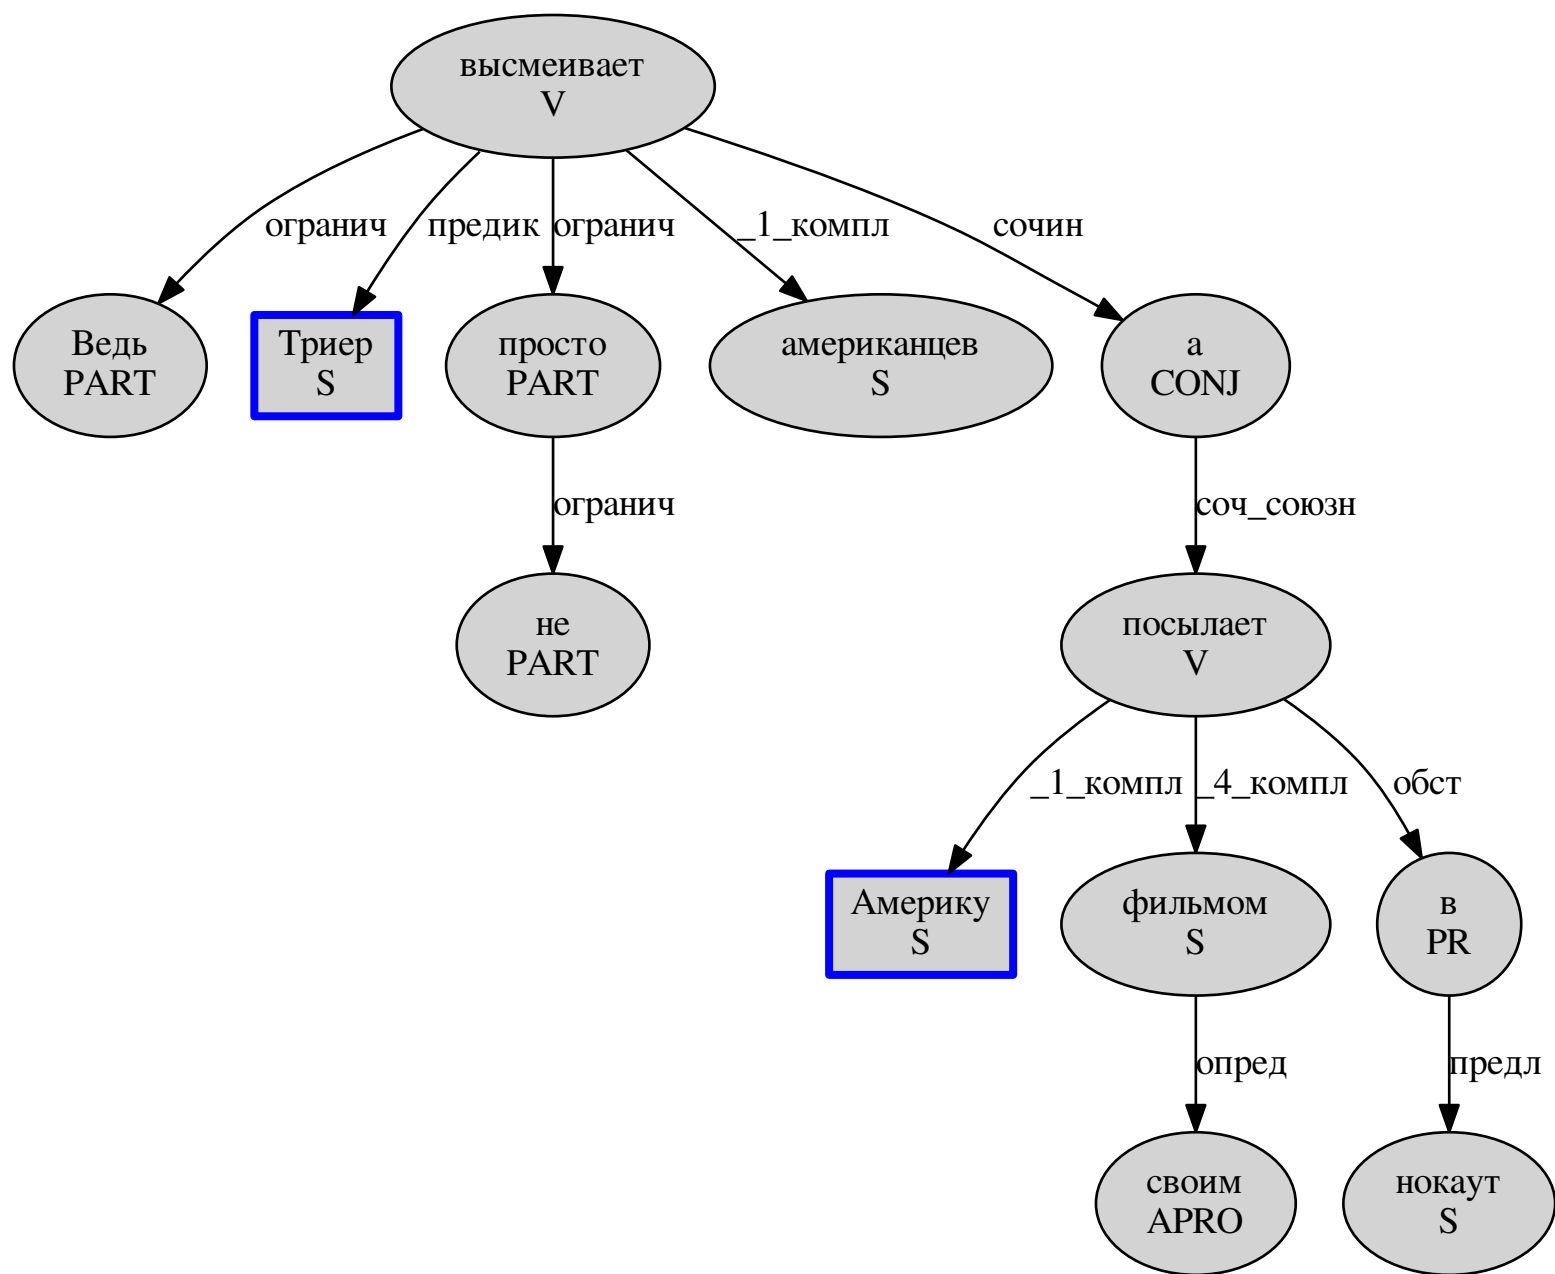 высмеивает
V
огранич
предик
огранич
_1_компл
сочин
Ведь
PART
Триер
S
просто
PART
американцев
S
а
CONJ
огранич
соч_союзн
не
PART
посылает
V
_1_компл
_4_компл
обст
Америку
S
фильмом
S
в
PR
опред
предл
своим
APRO
нокаут
S